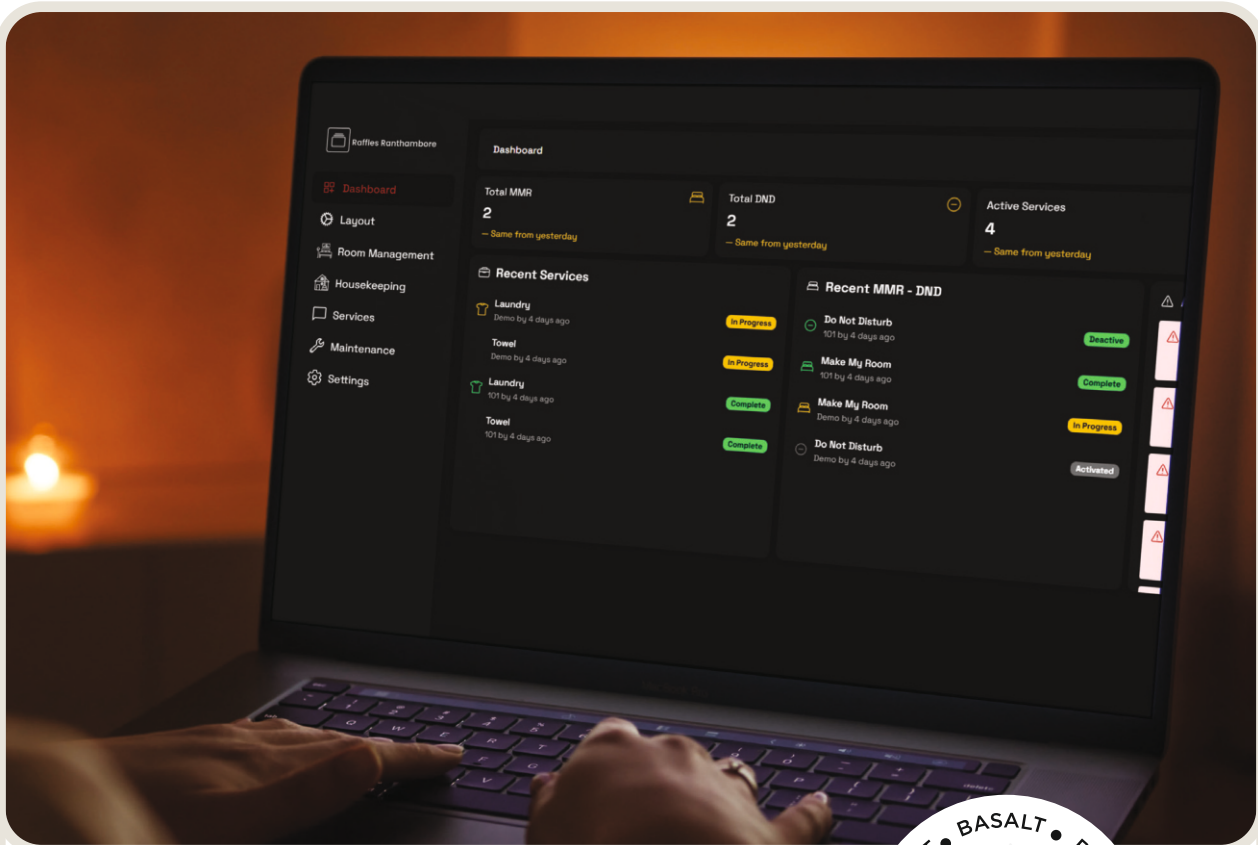 Raffles Ranthambore
Dashboard
Layout
Room Management
Housekeeping
Services
Maintenance
Settings
Dashboard
Total MMR
2
— Same from yesterday
Total DND
2
— Same from yesterday
Active Services
4
— Same from yesterday
Recent Services
Laundry
Demo by 4 days ago
In Progress
Towel
Demo by 4 days ago
In Progress
Laundry
101 by 4 days ago
Complete
Towel
101 by 4 days ago
Complete
Recent MMR - DND
Do Not Disturb
101 by 4 days ago
Deactive
Make My Room
101 by 4 days ago
Complete
Make My Room
Demo by 4 days ago
In Progress
Do Not Disturb
Demo by 4 days ago
Activated
Q W E R T
P
F G
V
delete
• BASALT •